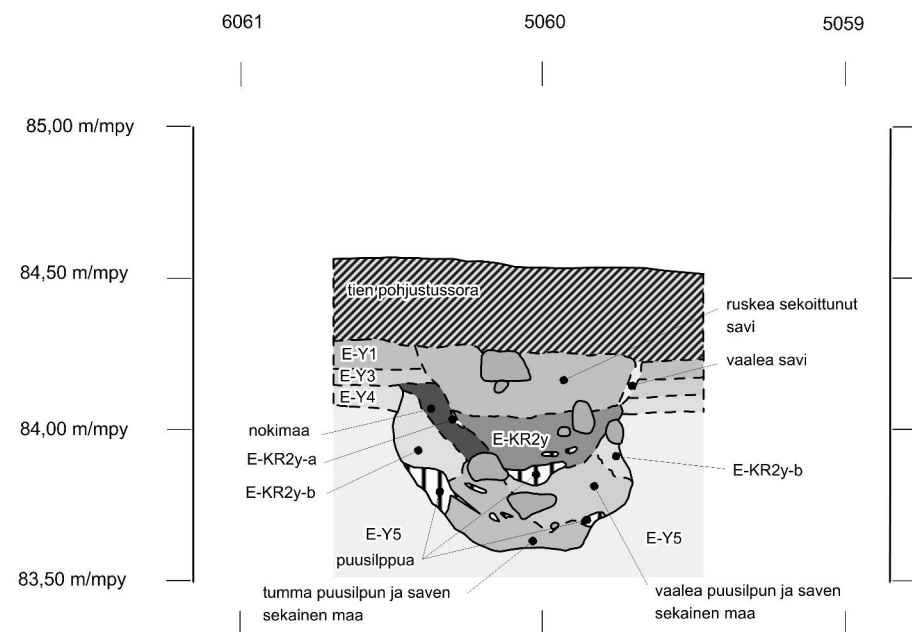 6061
5060
5059
85,00 m/mpy
84,50 m/mpy
tien pohjustussora
ruskea sekoittunut
savi
E-Y1
vaalea savi
E-Y3
E-Y4
84,00 m/mpy
nokimaa
E-KR2y
E-KR2y-a
E-KR2y-b
E-KR2y-b
E-Y5
E-Y5
puusilppua
83,50 m/mpy
tumma puusilpun ja saven
sekainen maa
vaalea puusilpun ja saven
sekainen maa